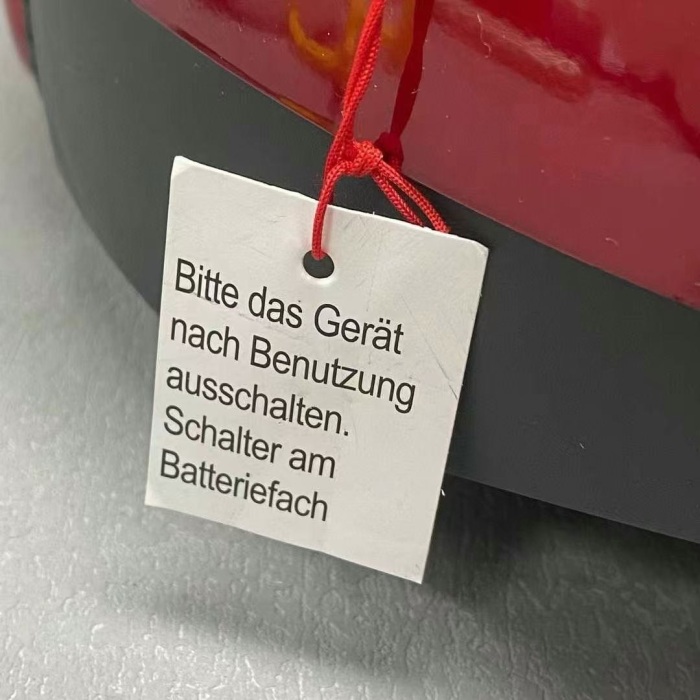 Bitte das Gerät
nach Benutzung
ausschalten.
Schalter am
Batteriefach